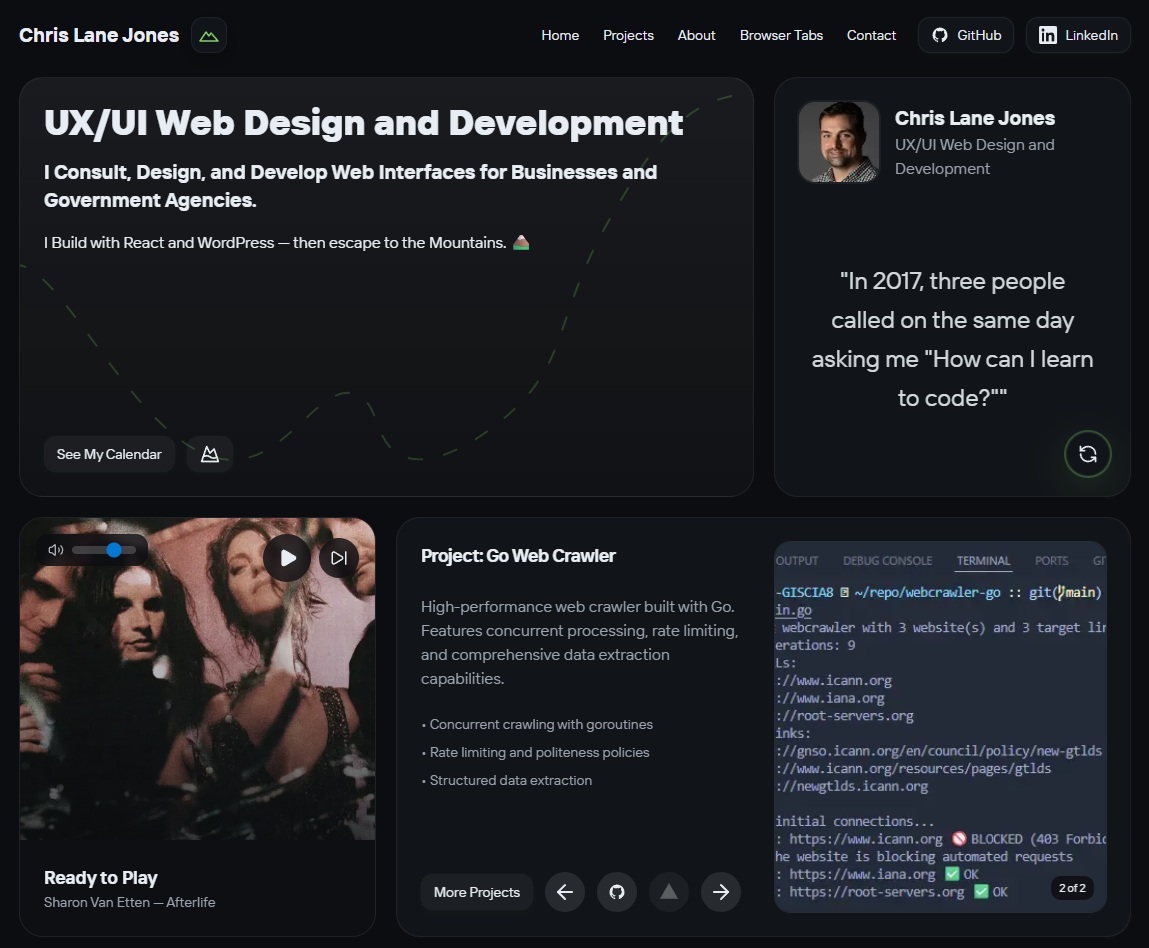 Chris Lane Jones
Home Projects About Browser Tabs Contact GitHub LinkedIn
UX/UI Web Design and Development
I Consult, Design, and Develop Web Interfaces for Businesses and
Government Agencies.
I Build with React and WordPress — then escape to the Mountains.
See My Calendar
Chris Lane Jones
UX/UI Web Design and
Development
"In 2017, three people
called on the same day
asking me "How can I learn
to code?""
Ready to Play
Sharon Van Etten — Afterlife
Project: Go Web Crawler
High-performance web crawler built with Go.
Features concurrent processing, rate limiting,
and comprehensive data extraction
capabilities.
• Concurrent crawling with goroutines
• Rate limiting and politeness policies
• Structured data extraction
More Projects
OUTPUT DEBUG CONSOLE TERMINAL PORTS GI
-GISCIA8 ~/repo/webcrawler-go :: git(main)
in.go
webcrawler with 3 website(s) and 3 target lin
erations: 9
Ls:
://www.icann.org
://www.iana.org
://root-servers.org
inks:
://gnso.icann.org/en/council/policy/new-gtlds
://www.icann.org/resources/pages/gtlds
://newgtlds.icann.org
initial connections...
: https://www.icann.org 🚫 BLOCKED (403 Forbid
he website is blocking automated requests
: https://www.iana.org ✅ OK
: https://root-servers.org ✅ OK
2 of 2